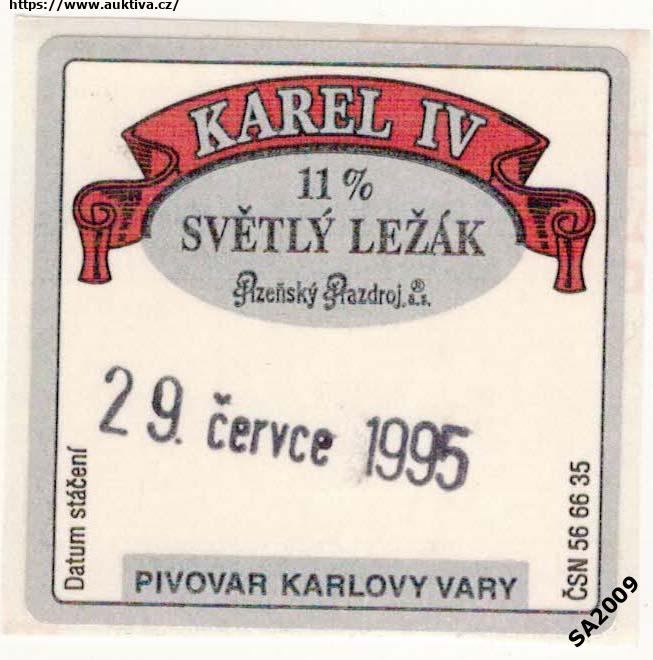 https://www.auktiva.cz/
KAREL IV
11 %
SVĚTLÝ LEŽÁK
Plzeňský Prazdroj, a.s.®
29. červce 1995
Datum stáčení
ČSN 56 66 35
PIVOVAR KARLOVY VARY
SA2009